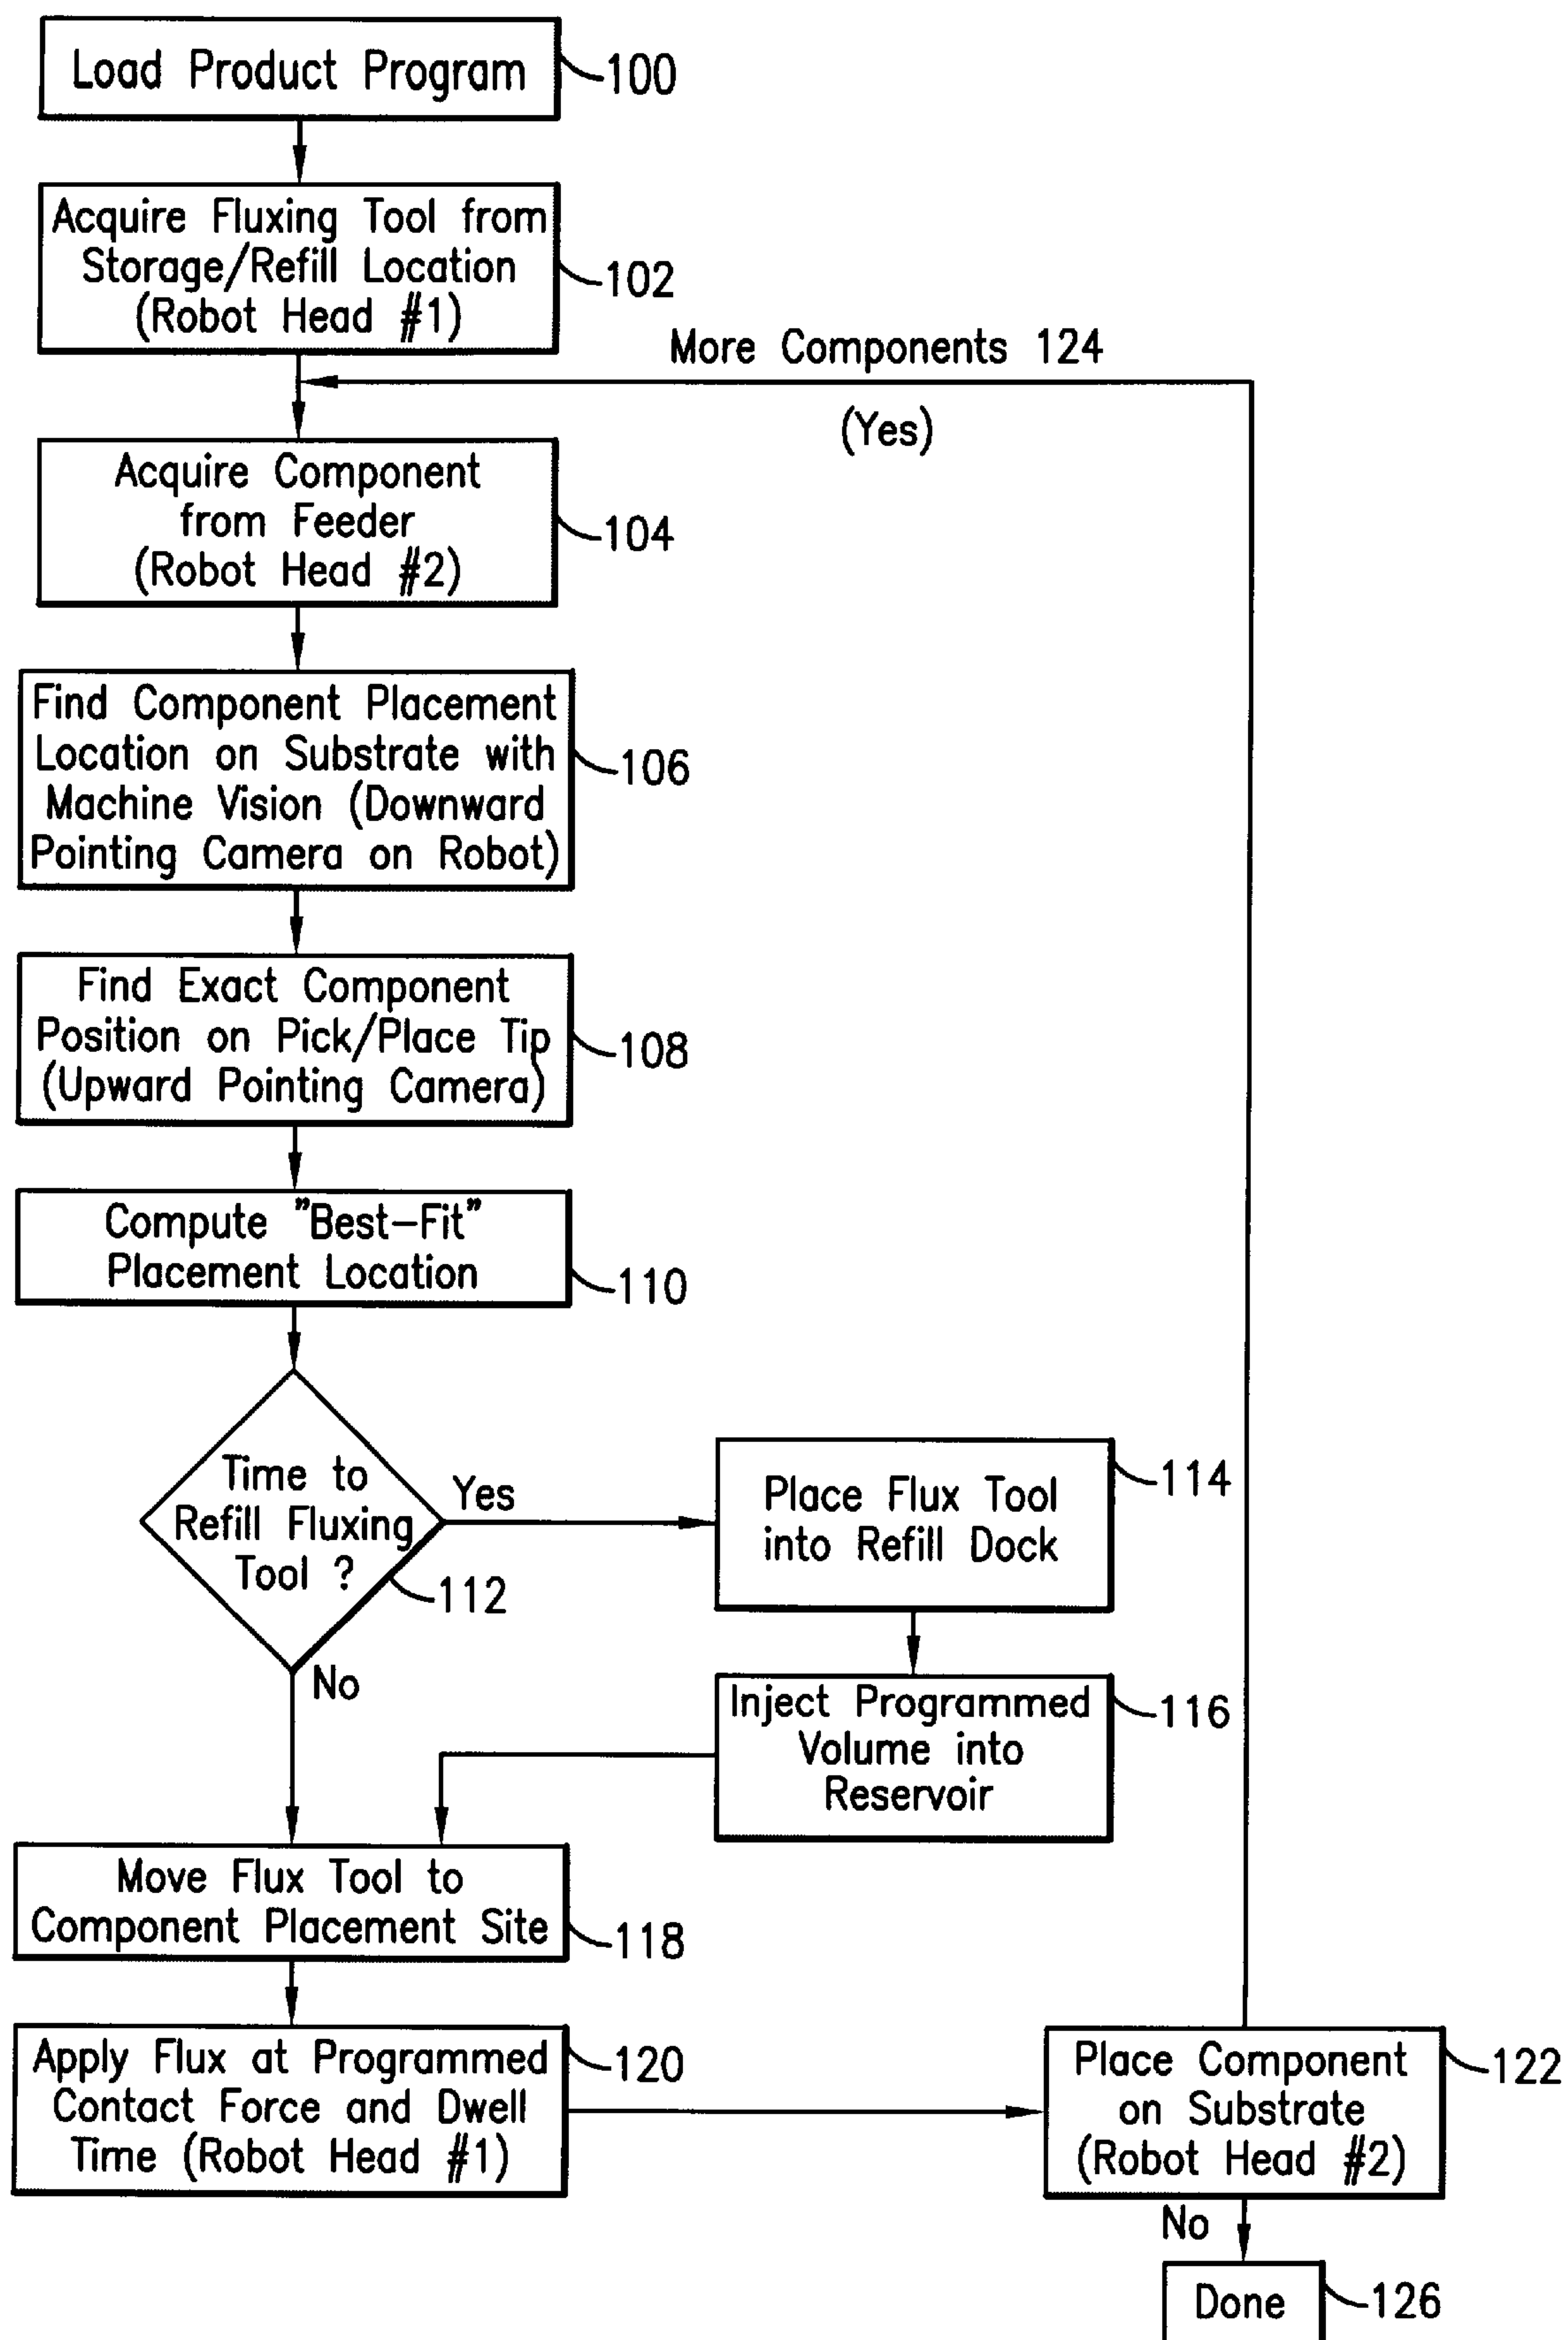 Load Product Program
100
Acquire Fluxing Tool from
Storage/Refill Location
(Robot Head #1)
102
More Components 124
(Yes)
Acquire Component
from Feeder
(Robot Head #2)
104
Find Component Placement
Location on Substrate with
Machine Vision (Downward
Pointing Camera on Robot)
106
Find Exact Component
Position on Pick/Place Tip
(Upward Pointing Camera)
108
Compute "Best-Fit"
Placement Location
110
Time to
Refill Fluxing
Tool ?
112
Yes
No
Place Flux Tool
into Refill Dock
114
Inject Programmed
Volume into
Reservoir
116
Move Flux Tool to
Component Placement Site
118
Apply Flux at Programmed
Contact Force and Dwell
Time (Robot Head #1)
120
Place Component
on Substrate
(Robot Head #2)
122
No
Done
126